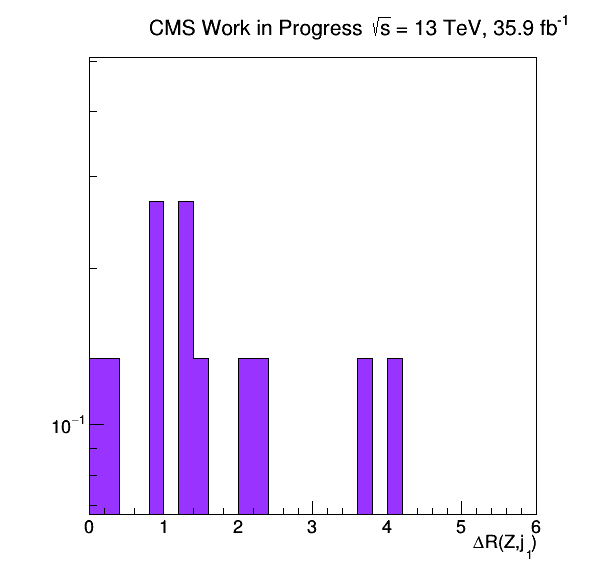 CMS Work in Progress √s = 13 TeV, 35.9 fb⁻¹
10⁻¹
0 1 2 3 4 5 6
ΔR(Z,j₁)